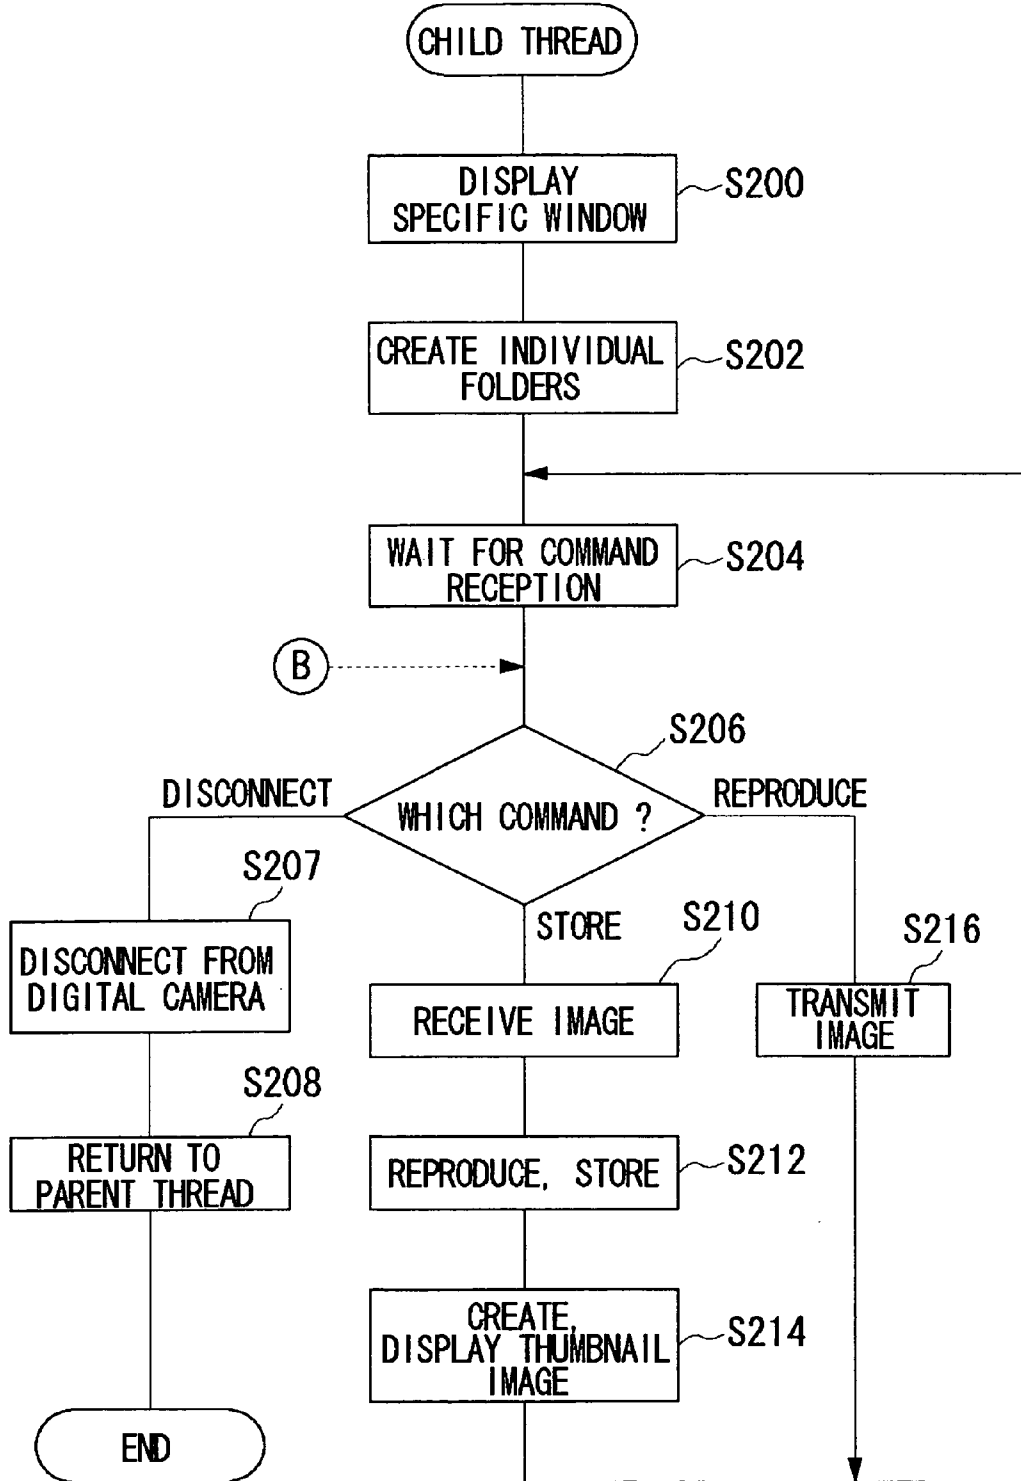 CHILD THREAD
DISPLAY
SPECIFIC WINDOW
S200
CREATE INDIVIDUAL
FOLDERS
S202
WAIT FOR COMMAND
RECEPTION
S204
B
S206
DISCONNECT
WHICH COMMAND ?
REPRODUCE
S207
DISCONNECT FROM
DIGITAL CAMERA
STORE
S210
RECEIVE IMAGE
S216
TRANSMIT
IMAGE
S208
RETURN TO
PARENT THREAD
REPRODUCE, STORE
S212
CREATE,
DISPLAY THUMBNAIL
IMAGE
S214
END